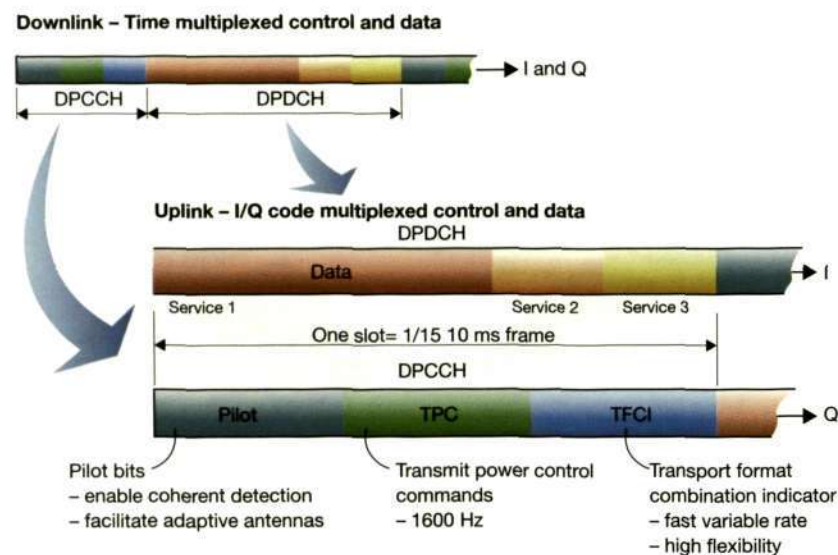 Downlink – Time multiplexed control and data
I and Q
DPCCH
DPDCH
Uplink – I/Q code multiplexed control and data
DPDCH
Data
I
Service 1
Service 2
Service 3
One slot= 1/15 10 ms frame
DPCCH
Pilot
TPC
TFCI
Q
Pilot bits
– enable coherent detection
– facilitate adaptive antennas
Transmit power control
commands
– 1600 Hz
Transport format
combination indicator
– fast variable rate
– high flexibility